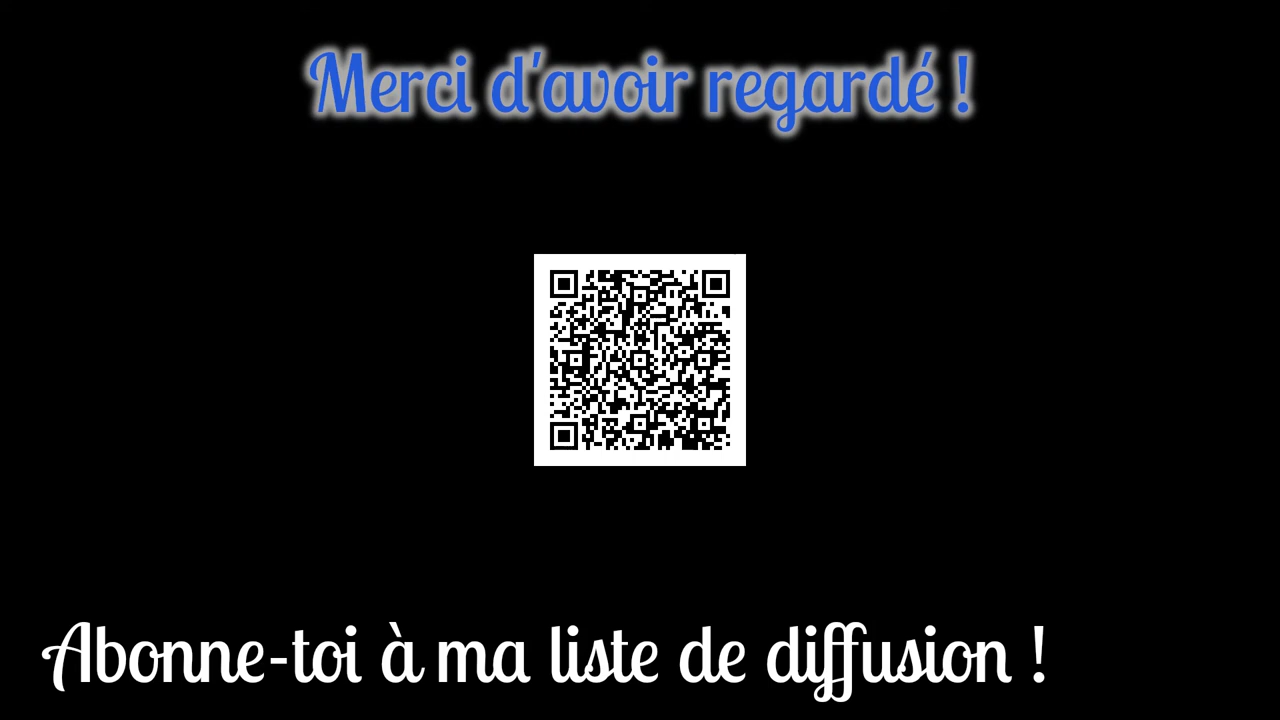 Merci d'avoir regardé !
Abonne-toi à ma liste de diffusion !